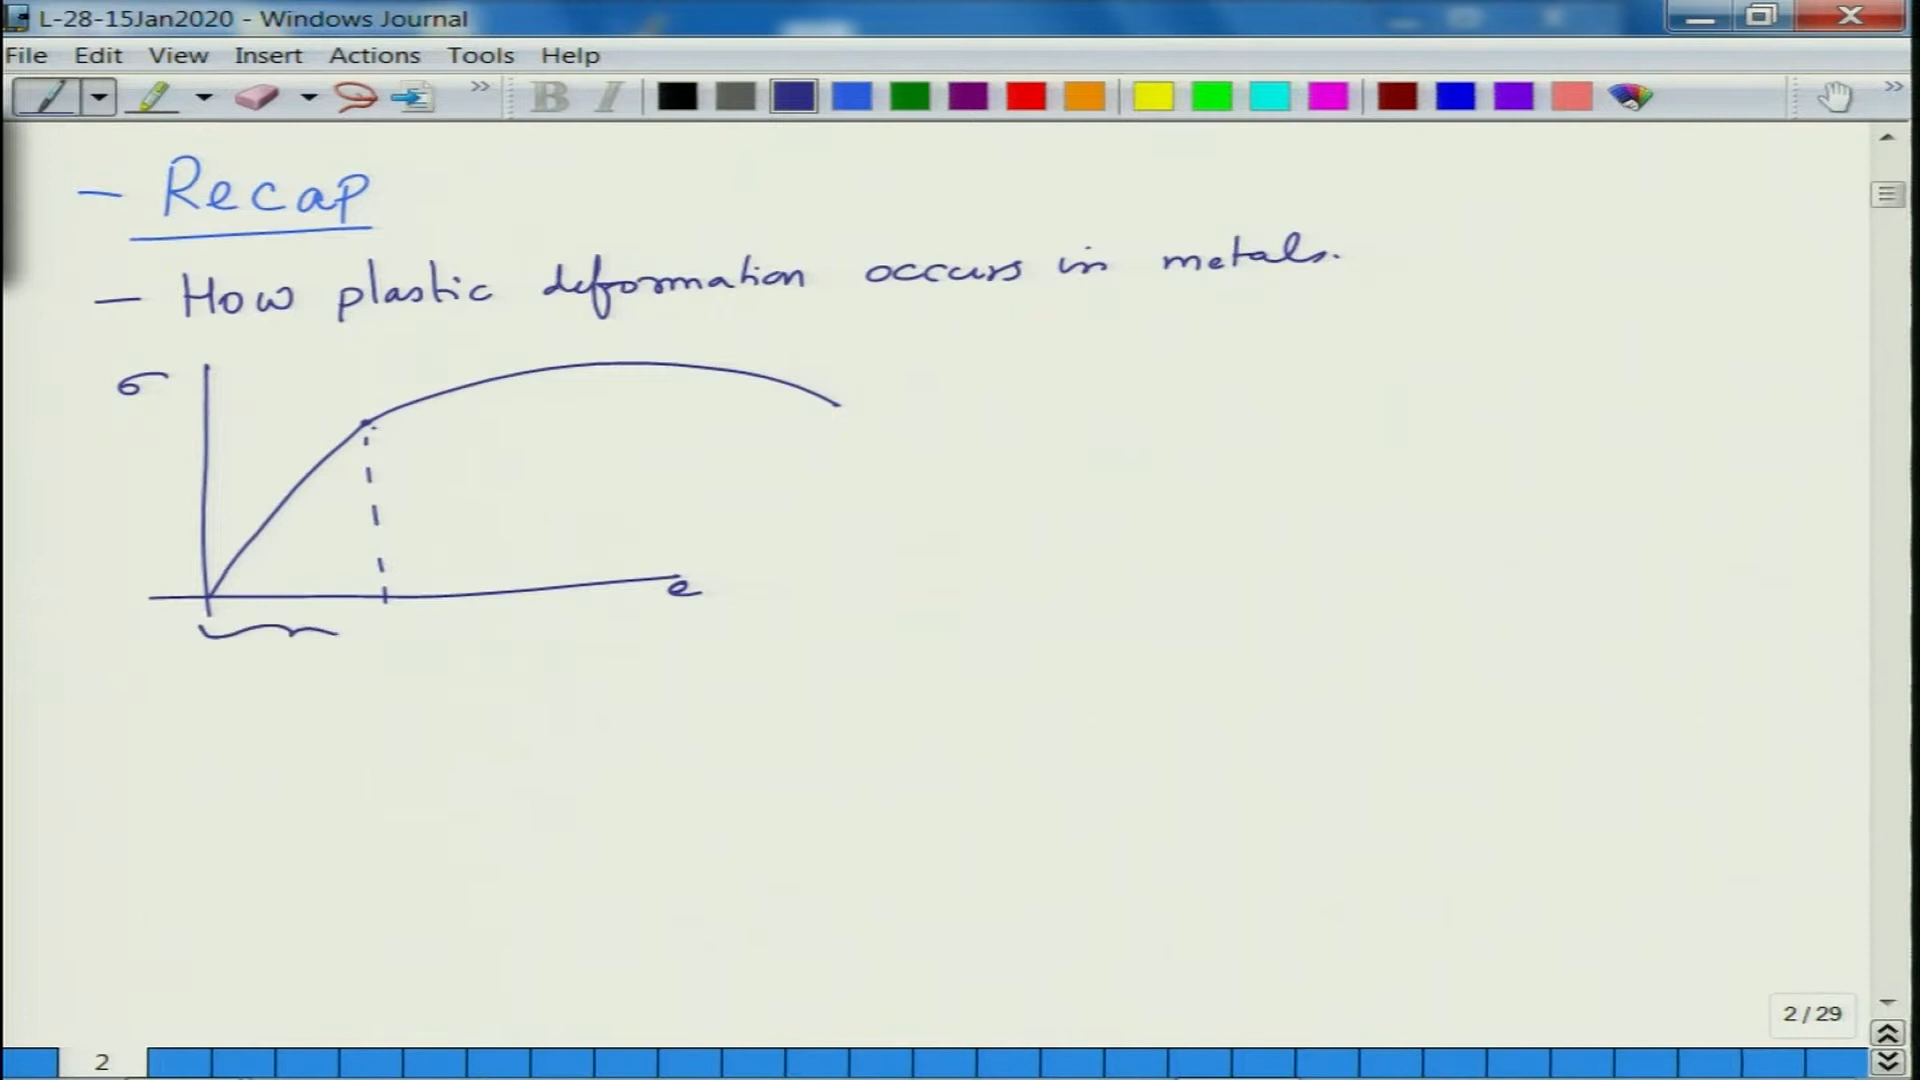 L-28-15Jan2020 - Windows Journal
File Edit View Insert Actions Tools Help
B I
- Recap
- How plastic deformation occurs in metals.
σ
e
2 / 29
2